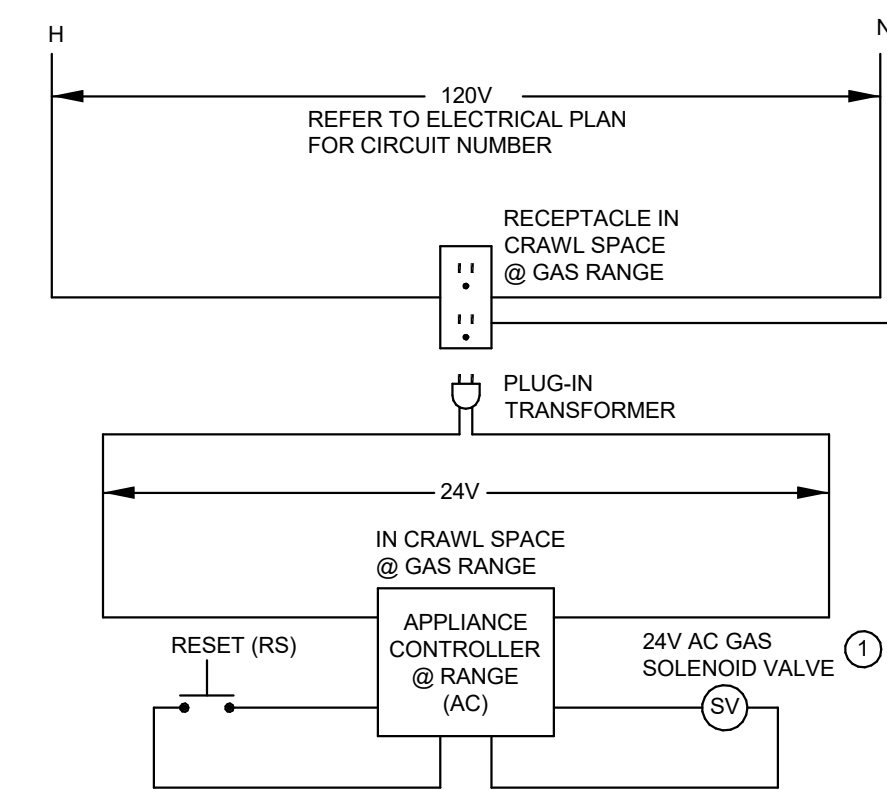 H
N
120V
REFER TO ELECTRICAL PLAN
FOR CIRCUIT NUMBER
RECEPTACLE IN
CRAWL SPACE
@ GAS RANGE
PLUG-IN
TRANSFORMER
24V
IN CRAWL SPACE
@ GAS RANGE
APPLIANCE
CONTROLLER
@ RANGE
(AC)
RESET (RS)
24V AC GAS
SOLENOID VALVE
1
SV